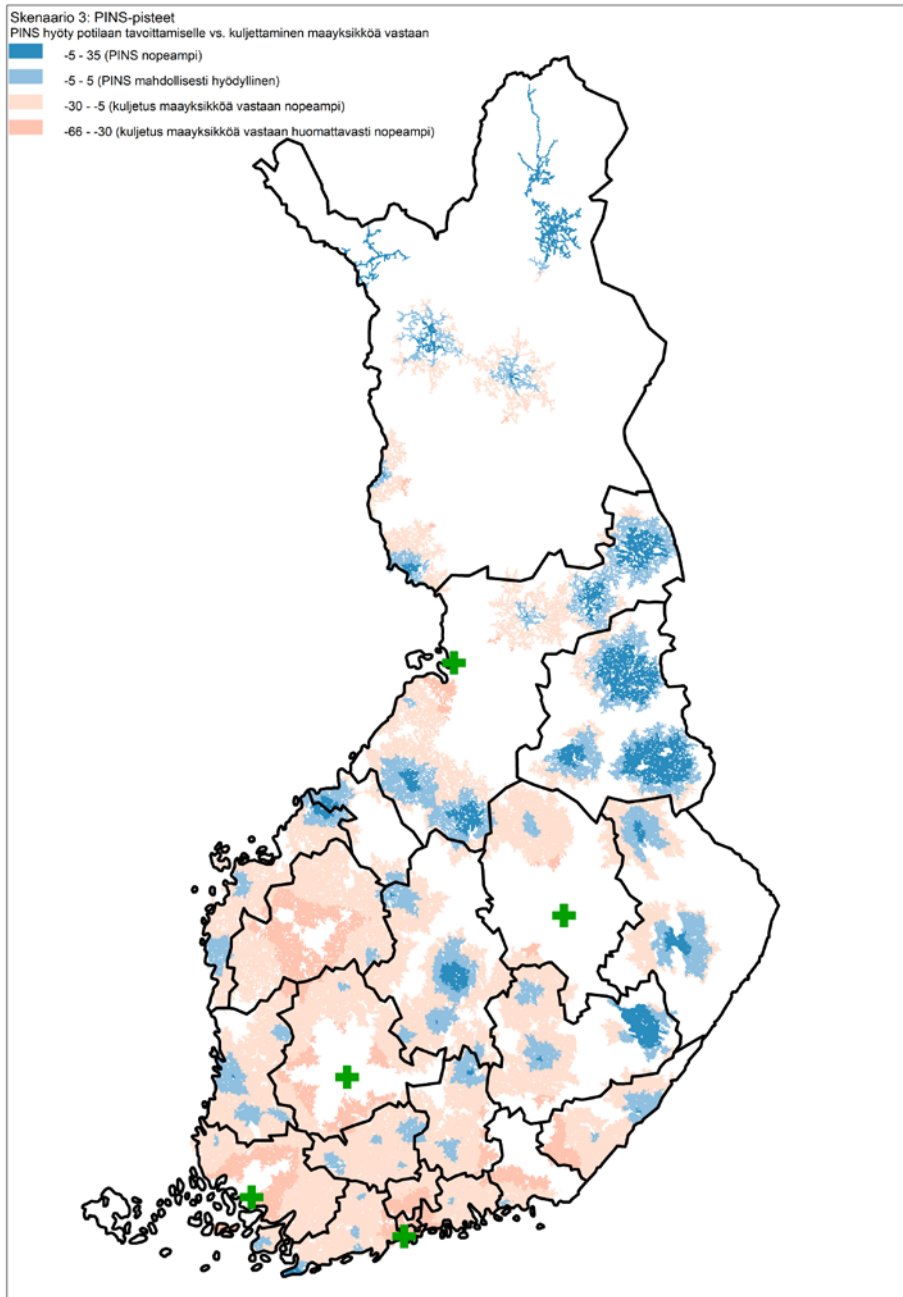 Skenaario 3: PINS-pisteet
PINS hyöty potilaan tavoittamiselle vs. kuljettaminen maayksikköä vastaan
-5 - 35 (PINS nopeampi)
-5 - 5 (PINS mahdollisesti hyödyllinen)
-30 - -5 (kuljetus maayksikköä vastaan nopeampi)
-66 - -30 (kuljetus maayksikköä vastaan huomattavasti nopeampi)